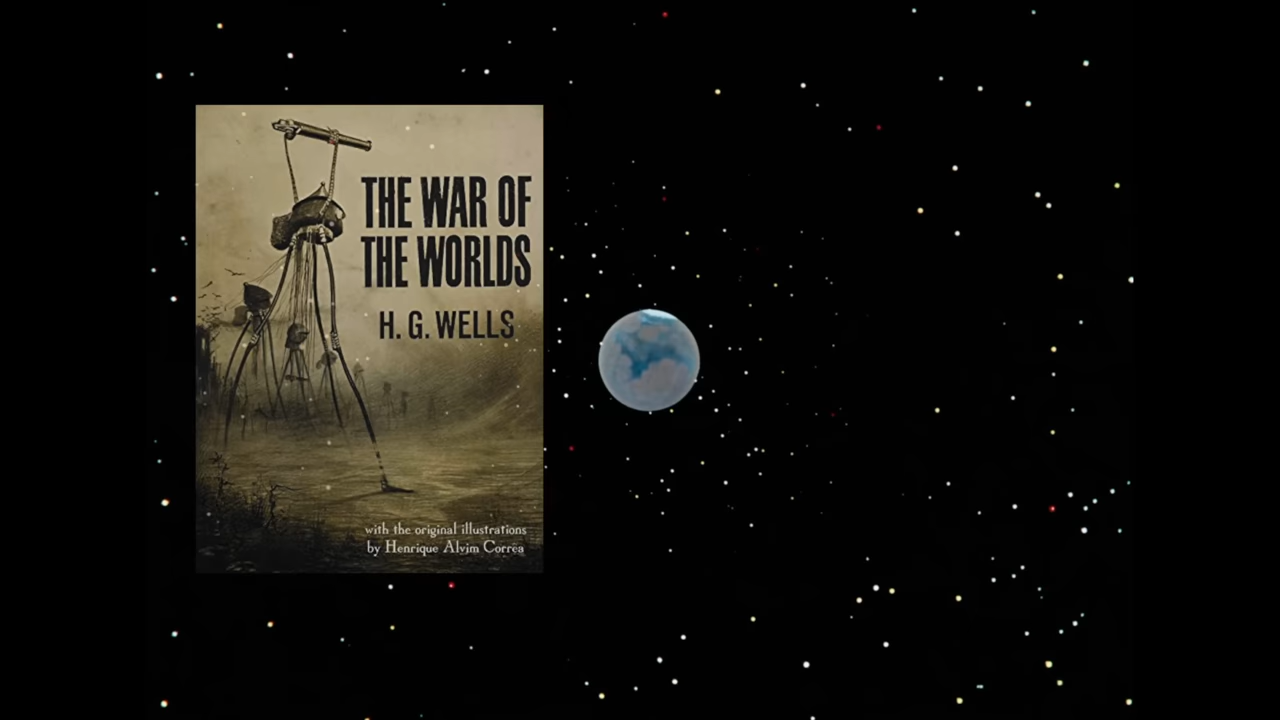 THE WAR OF
THE WORLDS
H. G. WELLS
with the original illustrations
by Henrique Alvim Corrêa